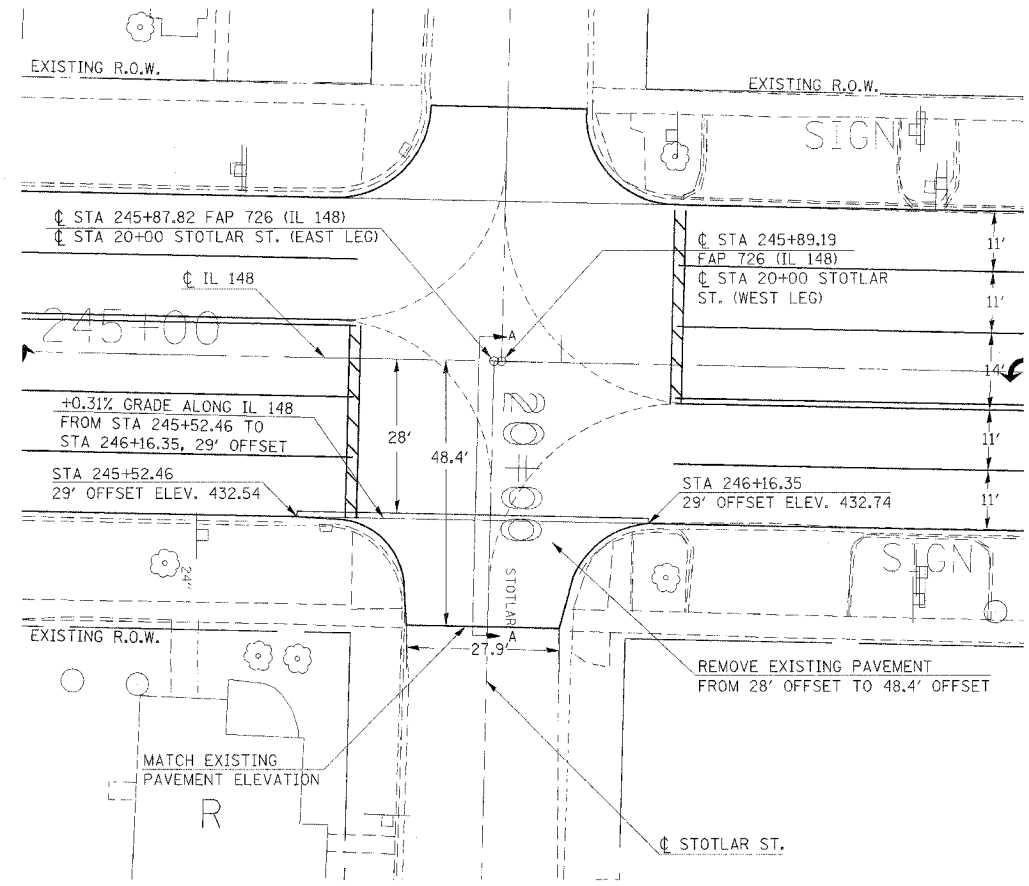 EXISTING R.O.W.
EXISTING R.O.W.
SIGN
℄ STA 245+87.82 FAP 726 (IL 148)
℄ STA 20+00 STOTLAR ST. (EAST LEG)
℄ STA 245+89.19
FAP 726 (IL 148)
℄ STA 20+00 STOTLAR
ST. (WEST LEG)
11'
11'
14'
11'
11'
℄ IL 148
245+00
A
20+00
+0.31% GRADE ALONG IL 148
FROM STA 245+52.46 TO
STA 246+16.35, 29' OFFSET
28'
48.4'
STA 245+52.46
29' OFFSET ELEV. 432.54
STA 246+16.35
29' OFFSET ELEV. 432.74
SIGN
24"
STOTLAR
EXISTING R.O.W.
A
27.9'
REMOVE EXISTING PAVEMENT
FROM 28' OFFSET TO 48.4' OFFSET
MATCH EXISTING
PAVEMENT ELEVATION
R
℄ STOTLAR ST.